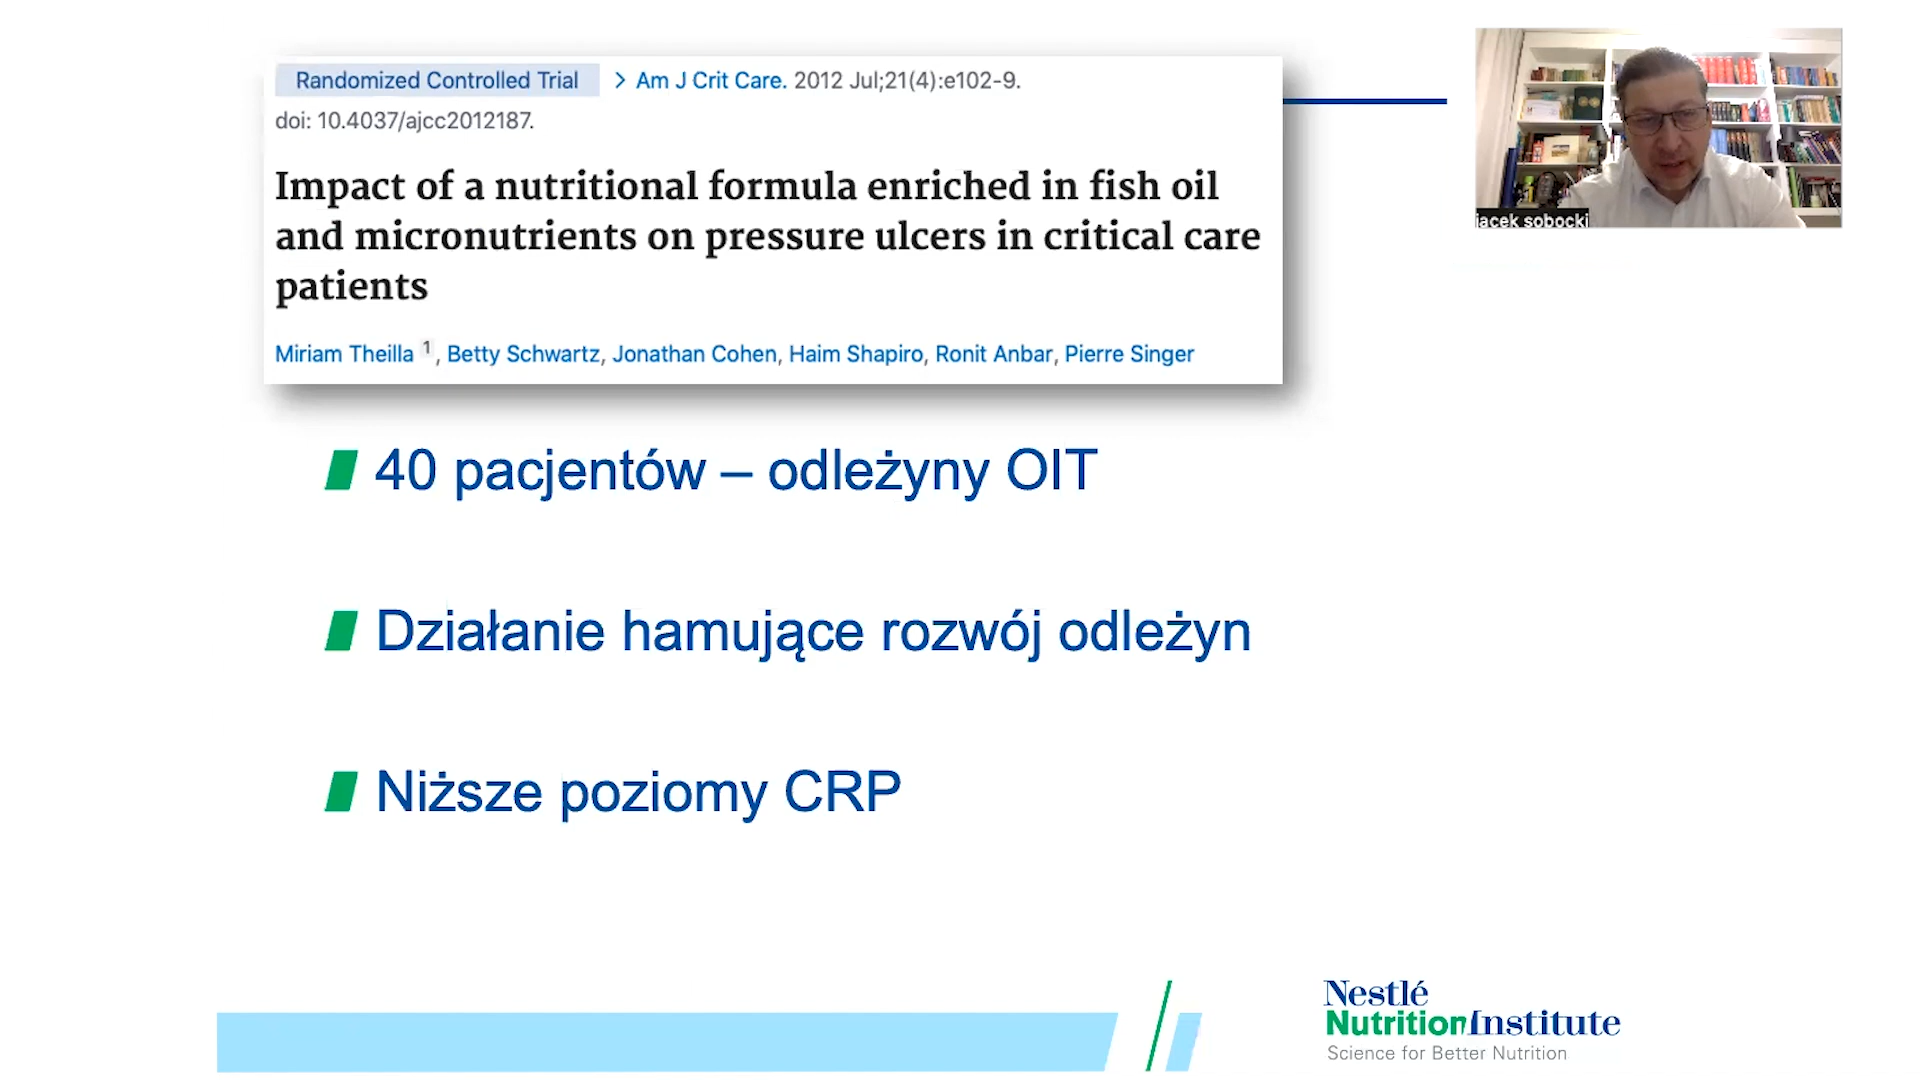 Randomized Controlled Trial > Am J Crit Care. 2012 Jul;21(4):e102-9.
doi: 10.4037/ajcc2012187.
Impact of a nutritional formula enriched in fish oil
and micronutrients on pressure ulcers in critical care
patients
Miriam Theilla 1, Betty Schwartz, Jonathan Cohen, Haim Shapiro, Ronit Anbar, Pierre Singer
jacek sobocki
40 pacjentów – odleżyny OIT
Działanie hamujące rozwój odleżyn
Niższe poziomy CRP
Nestlé
NutritionInstitute
Science for Better Nutrition